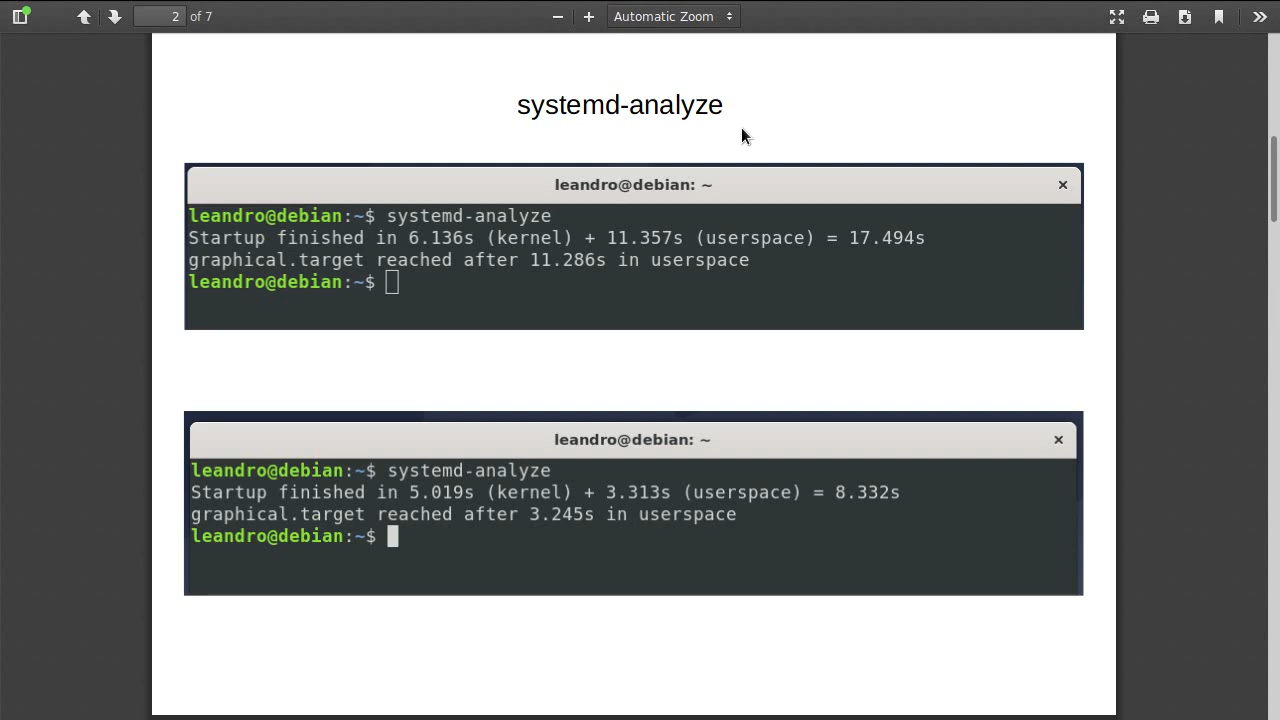 2 of 7
Automatic Zoom
systemd-analyze
leandro@debian: ~
leandro@debian:~$ systemd-analyze
Startup finished in 6.136s (kernel) + 11.357s (userspace) = 17.494s
graphical.target reached after 11.286s in userspace
leandro@debian:~$
leandro@debian: ~
leandro@debian:~$ systemd-analyze
Startup finished in 5.019s (kernel) + 3.313s (userspace) = 8.332s
graphical.target reached after 3.245s in userspace
leandro@debian:~$